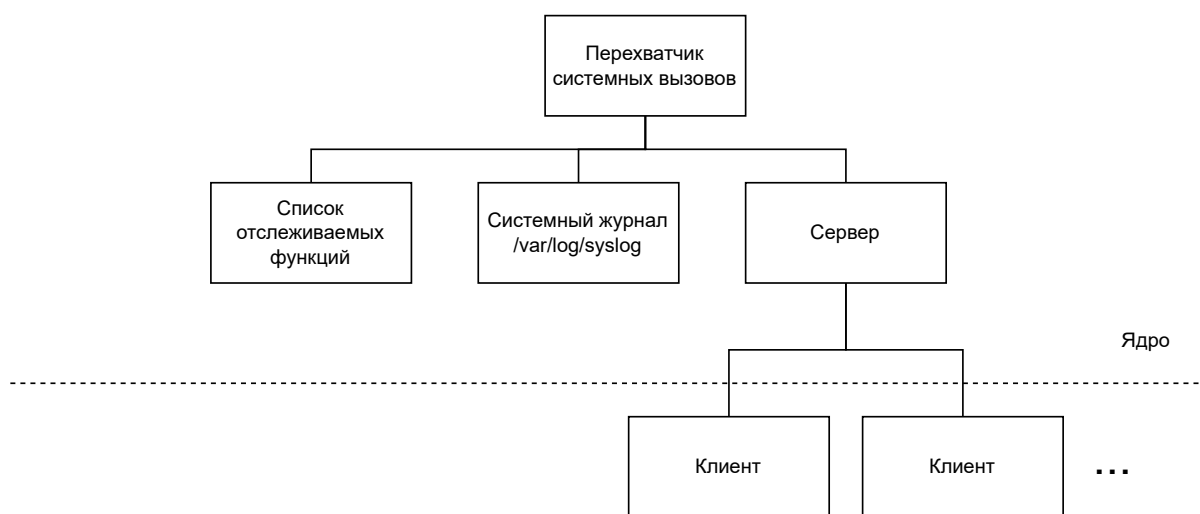 Перехватчик
системных вызовов
Список
отслеживаемых
функций
Системный журнал
/var/log/syslog
Сервер
Ядро
Клиент
Клиент
...